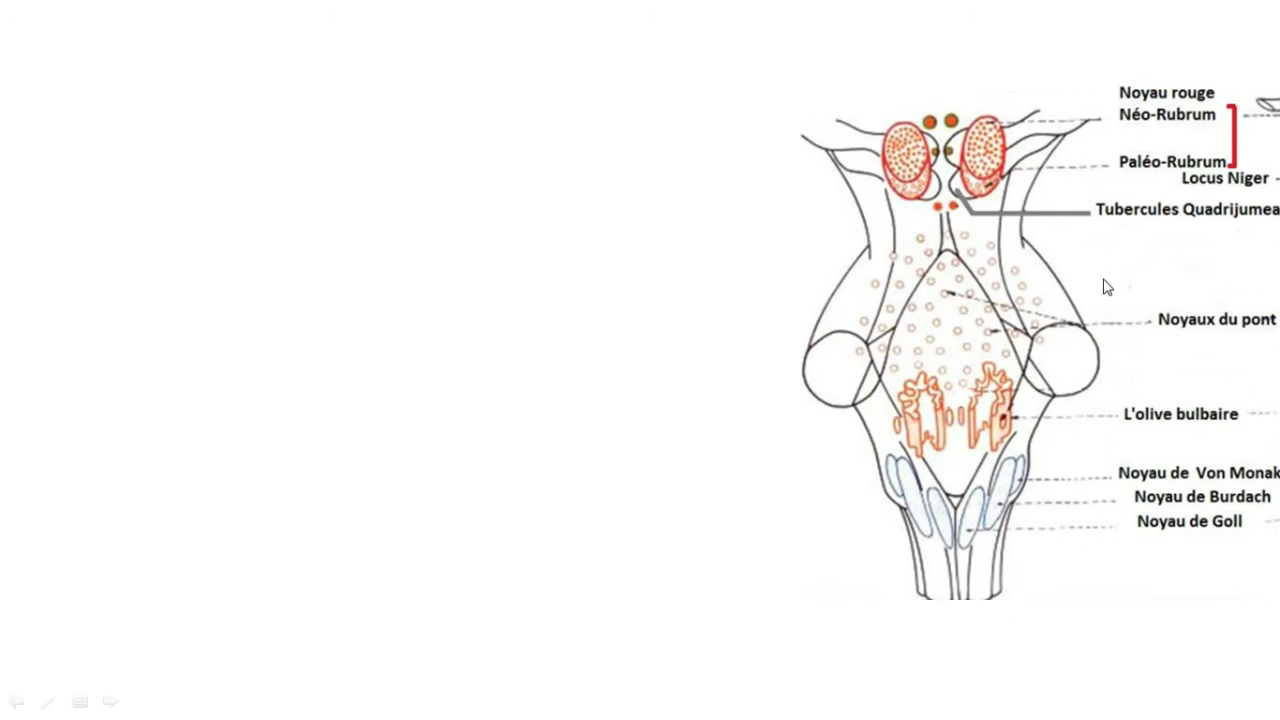 Noyau rouge
Néo-Rubrum
Paléo-Rubrum
Locus Niger
Tubercules Quadrijumea
Noyaux du pont
L'olive bulbaire
Noyau de Von Monak
Noyau de Burdach
Noyau de Goll